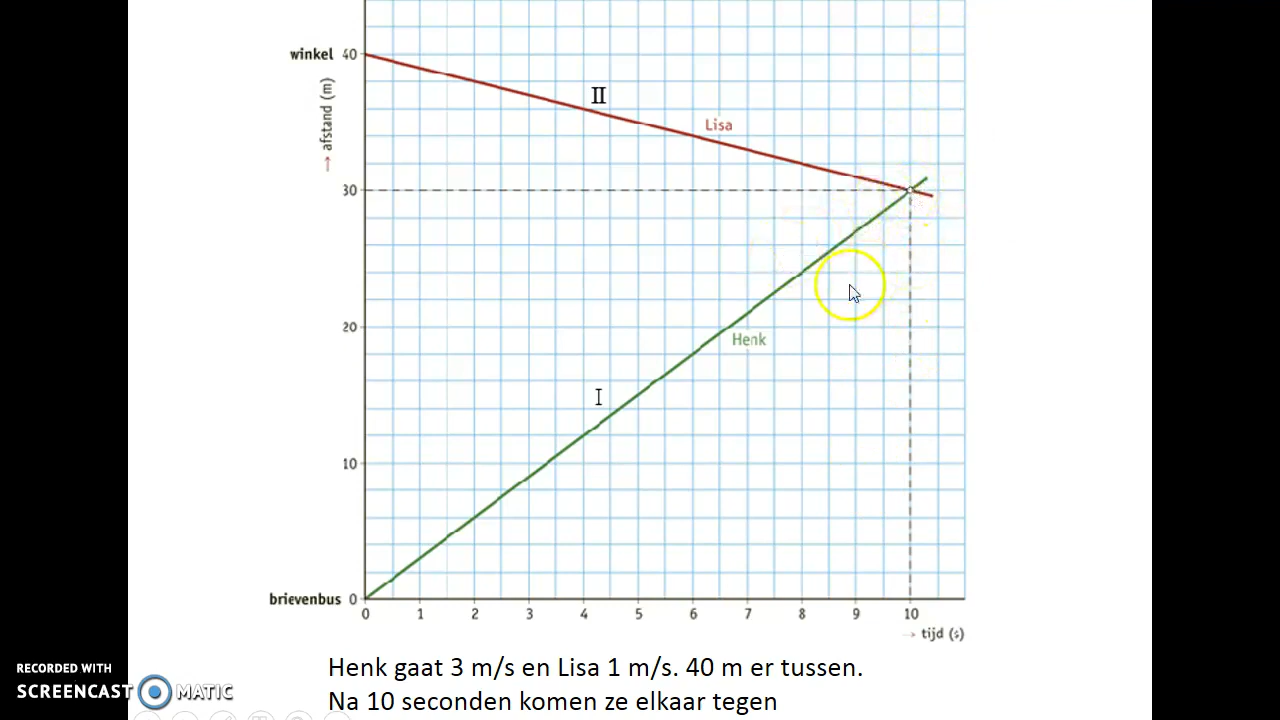 winkel 40
→ afstand (m)
II
Lisa
30
20
Henk
I
10
brievenbus 0
0 1 2 3 4 5 6 7 8 9 10
→ tijd (s)
RECORDED WITH
SCREENCAST MATIC
Henk gaat 3 m/s en Lisa 1 m/s. 40 m er tussen.
Na 10 seconden komen ze elkaar tegen